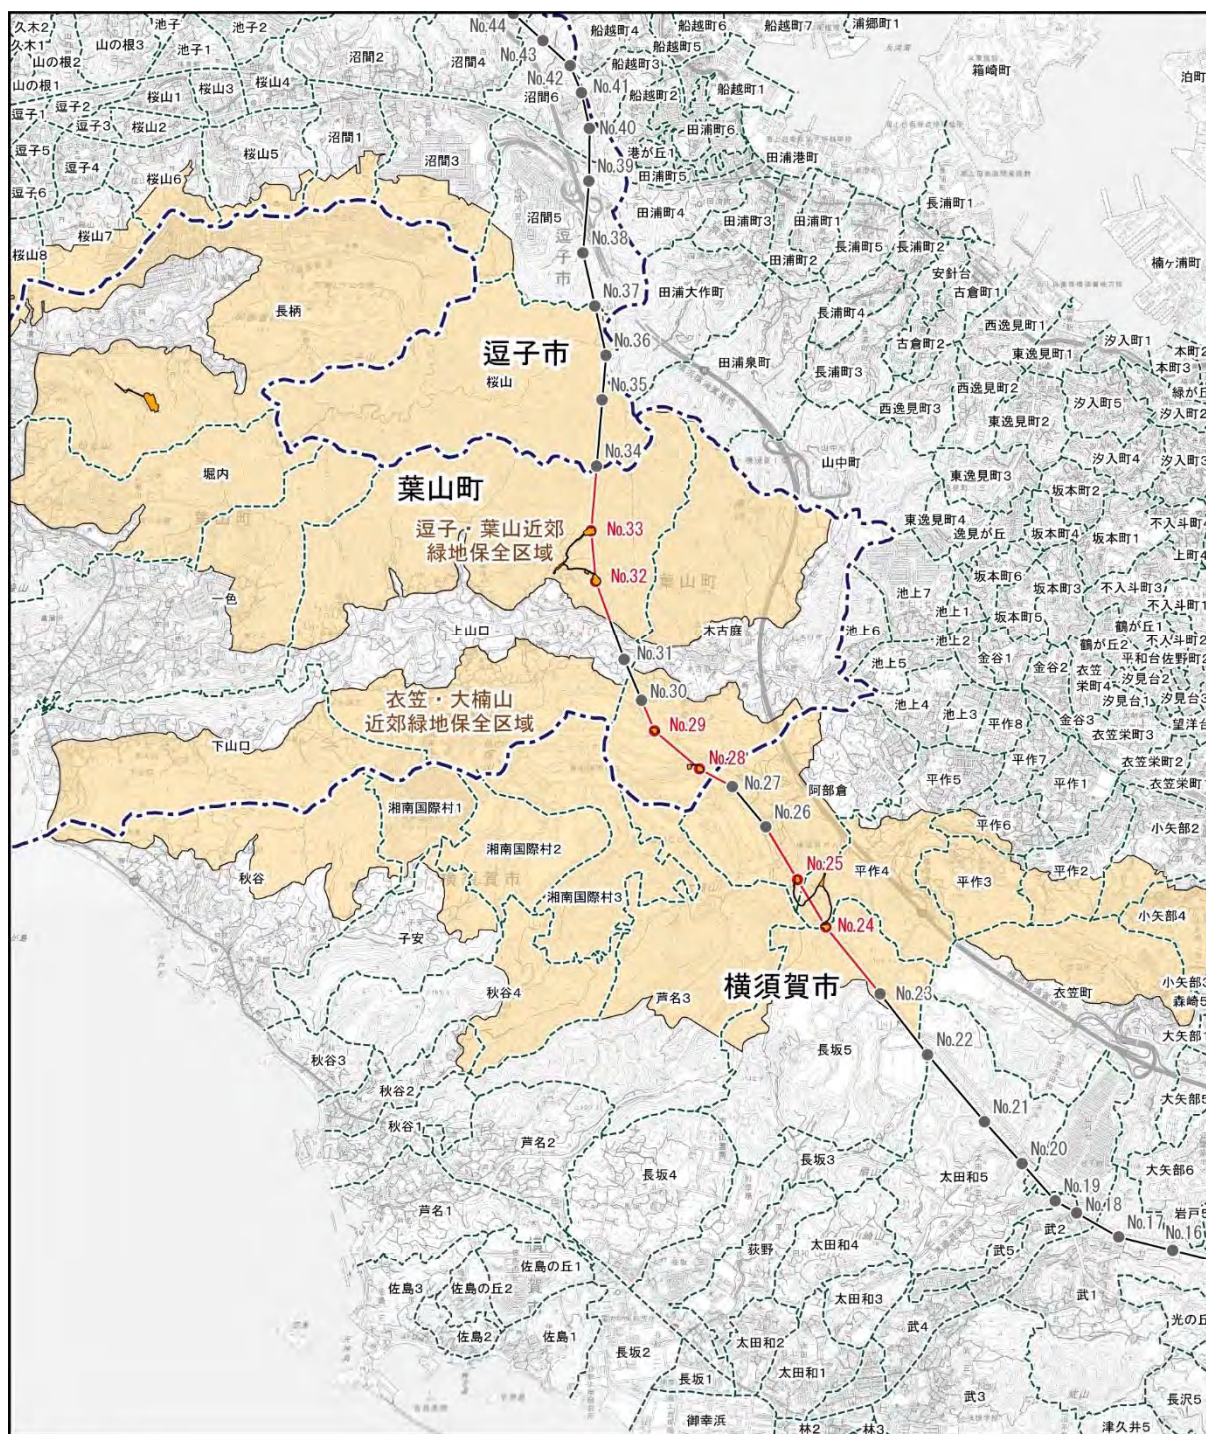 久木2
池子
池子2
No.44
船越町4
船越町6
船越町7
浦郷町1
久木1
山の根3
池子1
No.43
船越町5
山の根2
沼間2
沼間4
船越町3
箱崎町
泊町
山の根1
桜山1
桜山3
桜山4
No.42
No.41
沼間6
船越町2
船越町1
逗子2
逗子1
逗子3
桜山2
沼間1
No.40
田浦町6
逗子5
逗子4
桜山5
沼間3
港が丘1
田浦港町
No.39
田浦町5
逗子6
桜山6
長浦町1
沼間5
田浦町4
田浦町3
田浦町1
桜山7
No.38
長浦町5
長浦町2
桜山8
逗子市
田浦町2
楠ヶ浦町
安針台
田浦大作町
古倉町1
No.37
長柄
長浦町4
西逸見町1
汐入町1
逗子市
No.36
古倉町2
東逸見町1
本町2
田浦泉町
本町3
桜山
長浦町3
No.35
西逸見町2
緑が丘
西逸見町3
汐入町5
汐入町2
東逸見町2
No.34
山中町
汐入町4
汐入町3
堀内
東逸見町3
葉山町
坂本町2
葉山町
東逸見町4
不入斗町4
逗子・葉山近郊
緑地保全区域
No.33
逸見が丘
坂本町4
坂本町1
上町4
No.32
葉山町
坂本町6
池上7
坂本町3
不入斗町3
一色
池上1
坂本町5
不入斗町1
上山口
木古庭
池上6
池上2
鶴が丘1
鶴が丘2
不入斗町2
金谷1
平和台
佐野町2
No.31
池上5
金谷2
衣笠
栄町4
汐見台2
衣笠・大楠山
近郊緑地保全区域
No.30
池上4
池上3
汐見台1
汐見台3
平作8
金谷3
望洋台
No.29
衣笠栄町3
下山口
No.28
平作7
衣笠栄町2
No.27
阿部倉
平作5
平作1
衣笠栄町1
湘南国際村1
No.26
平作6
小矢部2
湘南国際村2
秋谷
横須賀市
No.25
平作4
平作3
平作2
湘南国際村3
小矢部4
子安
No.24
横須賀市
秋谷4
芦名3
No.23
衣笠町
小矢部3
森崎5
大矢部1
長坂5
No.22
秋谷3
秋谷2
大矢部5
No.21
秋谷1
芦名2
長坂3
No.20
長坂4
太田和5
大矢部6
No.19
芦名1
No.18
武2
岩戸5
No.17
荻野
太田和4
武5
No.16
佐島の丘1
佐島3
佐島の丘2
太田和3
武1
光の丘
佐島2
佐島1
武4
長坂2
太田和2
長坂1
太田和1
武3
長沢5
御幸浜
林2
林3
津久井5